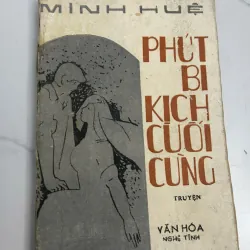 MINH HUỆ
PHÚT
BI
KỊCH
CUỐI
CÙNG
TRUYỆN
VĂN HÓA
NGHỆ TĨNH